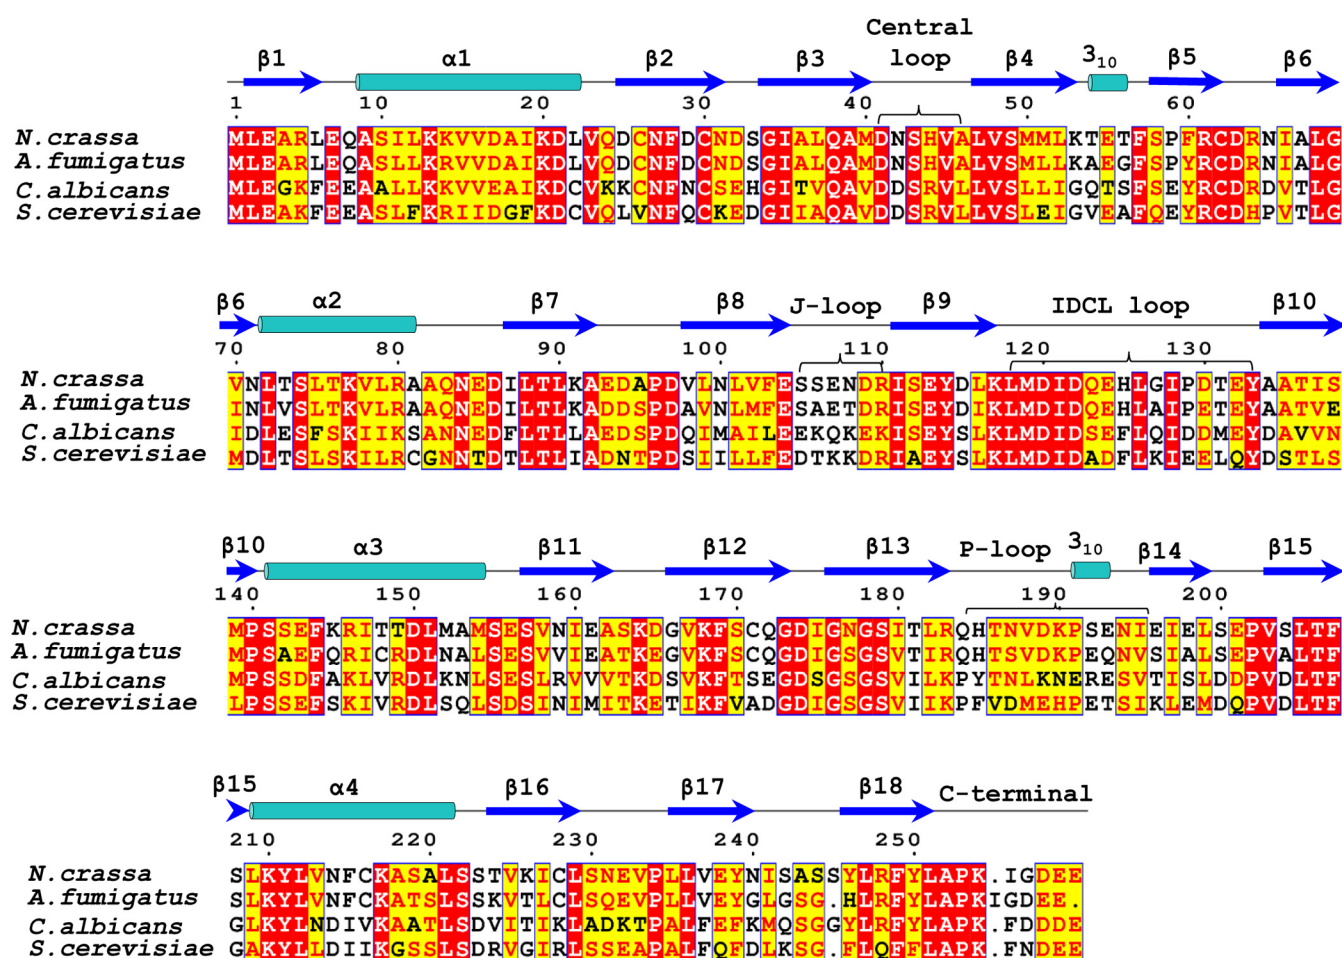 Central
β1 α1 β2 β3 loop β4 3₁₀ β5 β6
1 10 20 30 40 50 60
N.crassa MLEARLEQASILKKVVDAIKDLVQDCNFDCNDSGIALQAMDNSHVALVSMMLKTETFSPFRCDRNIALG
A.fumigatus MLEARLEQASLLKKVVDAIKDLVQDCNFDCNDSGIALQAMDNSHVALVSMLLKAEGFSPYRCDRNIALG
C.albicans MLEGKFEEAALLKKVVEAIKDCVKKCNFNCSEHGITVQAVDDSRVLLVSLLIGQTSFSEYRCDRDVTLG
S.cerevisiae MLEAKFEEASLFKRIIDGFKDCVQLVNFQCKEDGIIAQAVDDSRVLLVSLEIGVEAFQEYRCDHPVTLG
β6 α2 β7 β8 J-loop β9 IDCL loop β10
70 80 90 100 110 120 130
N.crassa VNLTSLTKVLRAAQNEDILTLKAEDAPDVLNLVFESSENDRISEYDLKLMDIDQEHLGIPDTEYAATIS
A.fumigatus INLVSLTKVLRAAQNEDILTLKADDSPDAVNLMFESAETDRISEYDIKLMDIDQEHLAIPETEYAATVE
C.albicans IDLESFSKIIKSANNEDFLTLLAEDSPDQIMAILEEKQKEKISEYSLKLMDIDSEFLQIDDMEYDAVVN
S.cerevisiae MDLTSLSKILRCGNNTDTLTLIADNTPDSIILLFEDTKKDRIAEYSLKLMDIDADFLKIEELQYDSTLS
β10 α3 β11 β12 β13 P-loop 3₁₀ β14 β15
140 150 160 170 180 190 200
N.crassa MPSSEFKRITTDLMAMSESVNIEASKDGVKFSCQGDIGNGSITLRQHTNVDKPSENIEIELSEPVSLTF
A.fumigatus MPSAEFQRICRDLNALSESVVIEATKEGVKFSCQGDIGSGSVTIRQHTSVDKPEQNVSIALSEPVALTF
C.albicans MPSSDFAKLVRDLKNLSESLRVVVTKDSVKFTSEGDSGSGSVILKPYTNLKNERESVTISLDDPVDLTF
S.cerevisiae LPSSEFSKIVRDLSQLSDSINIMITKETIKFVADGDIGSGSVIIKPFVDMEHPETSIKLEMDQPVDLTF
β15 α4 β16 β17 β18 C-terminal
210 220 230 240 250
N.crassa SLKYLVNFCKASALSSTVKICLSNEVPLLVEYNISASSYLRFYLAPK.IGDEE
A.fumigatus SLKYLVNFCKATSLSSKVTLCLSQEVPLLVEYGLGSG.HLRFYLAPKIGDEE.
C.albicans GLKYLNDIVKAATLSDVITIKLADKTPALFEFKMQSGGYLRFYLAPK.FDDDE
S.cerevisiae GAKYLLDIIKGSSLSDRVGIRLSSEAPALFQFDLKSG.FLQFFLAPK.FNDEE